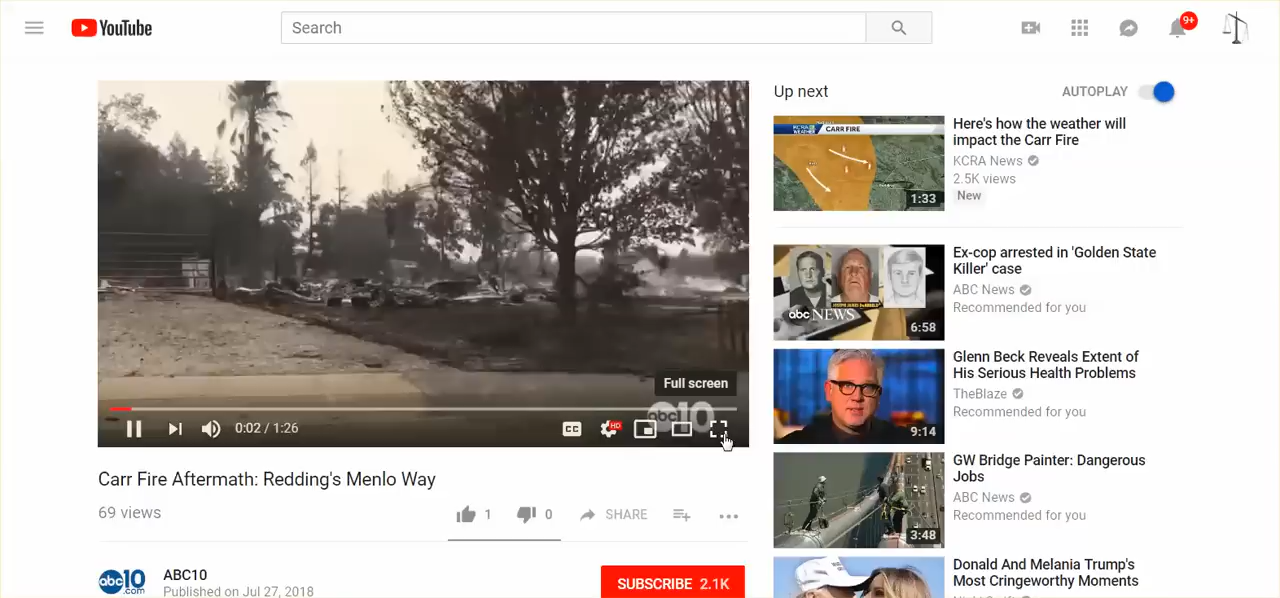 YouTube
Search
9+
Full screen
abc10
CC
HD
0:02 / 1:26
Carr Fire Aftermath: Redding's Menlo Way
69 views
1
0
SHARE
abc10
.com
ABC10
Published on Jul 27, 2018
SUBSCRIBE 2.1K
Up next
AUTOPLAY
KCRA
WEATHER
CARR FIRE
1:33
Here's how the weather will
impact the Carr Fire
KCRA News
2.5K views
New
abc NEWS
6:58
Ex-cop arrested in 'Golden State
Killer' case
ABC News
Recommended for you
9:14
Glenn Beck Reveals Extent of
His Serious Health Problems
TheBlaze
Recommended for you
3:48
GW Bridge Painter: Dangerous
Jobs
ABC News
Recommended for you
Donald And Melania Trump's
Most Cringeworthy Moments